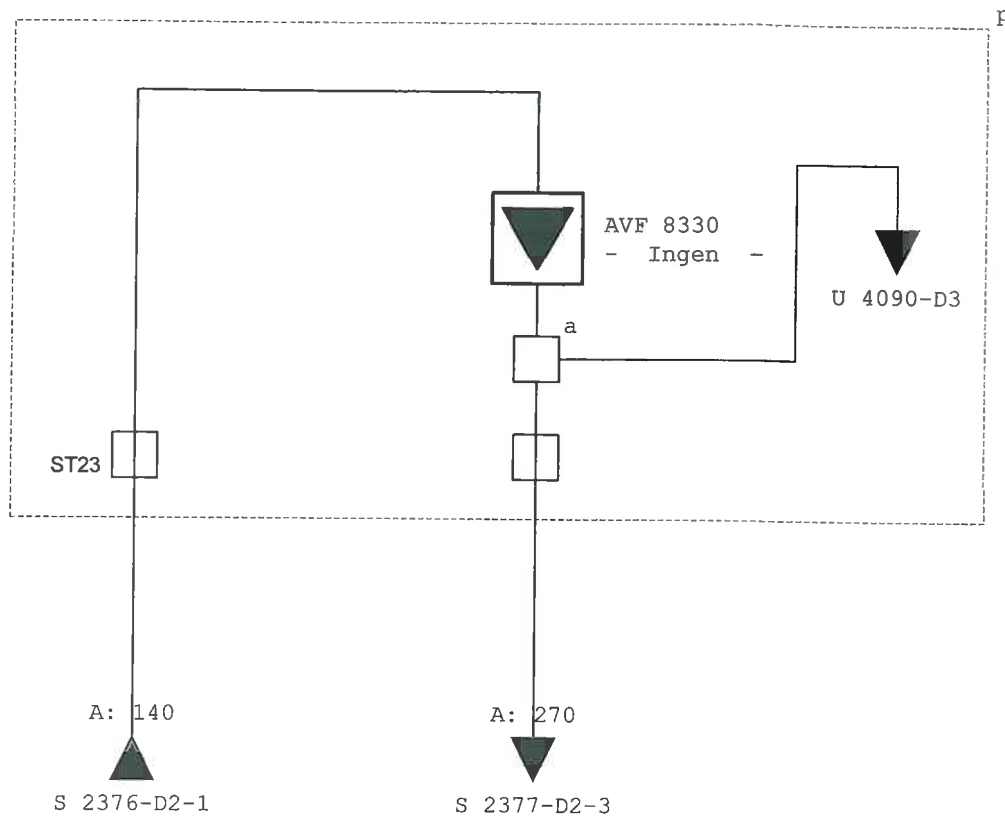 p
AVF 8330
- Ingen -
U 4090-D3
a
ST23
A: 140
A: 270
S 2376-D2-1
S 2377-D2-3